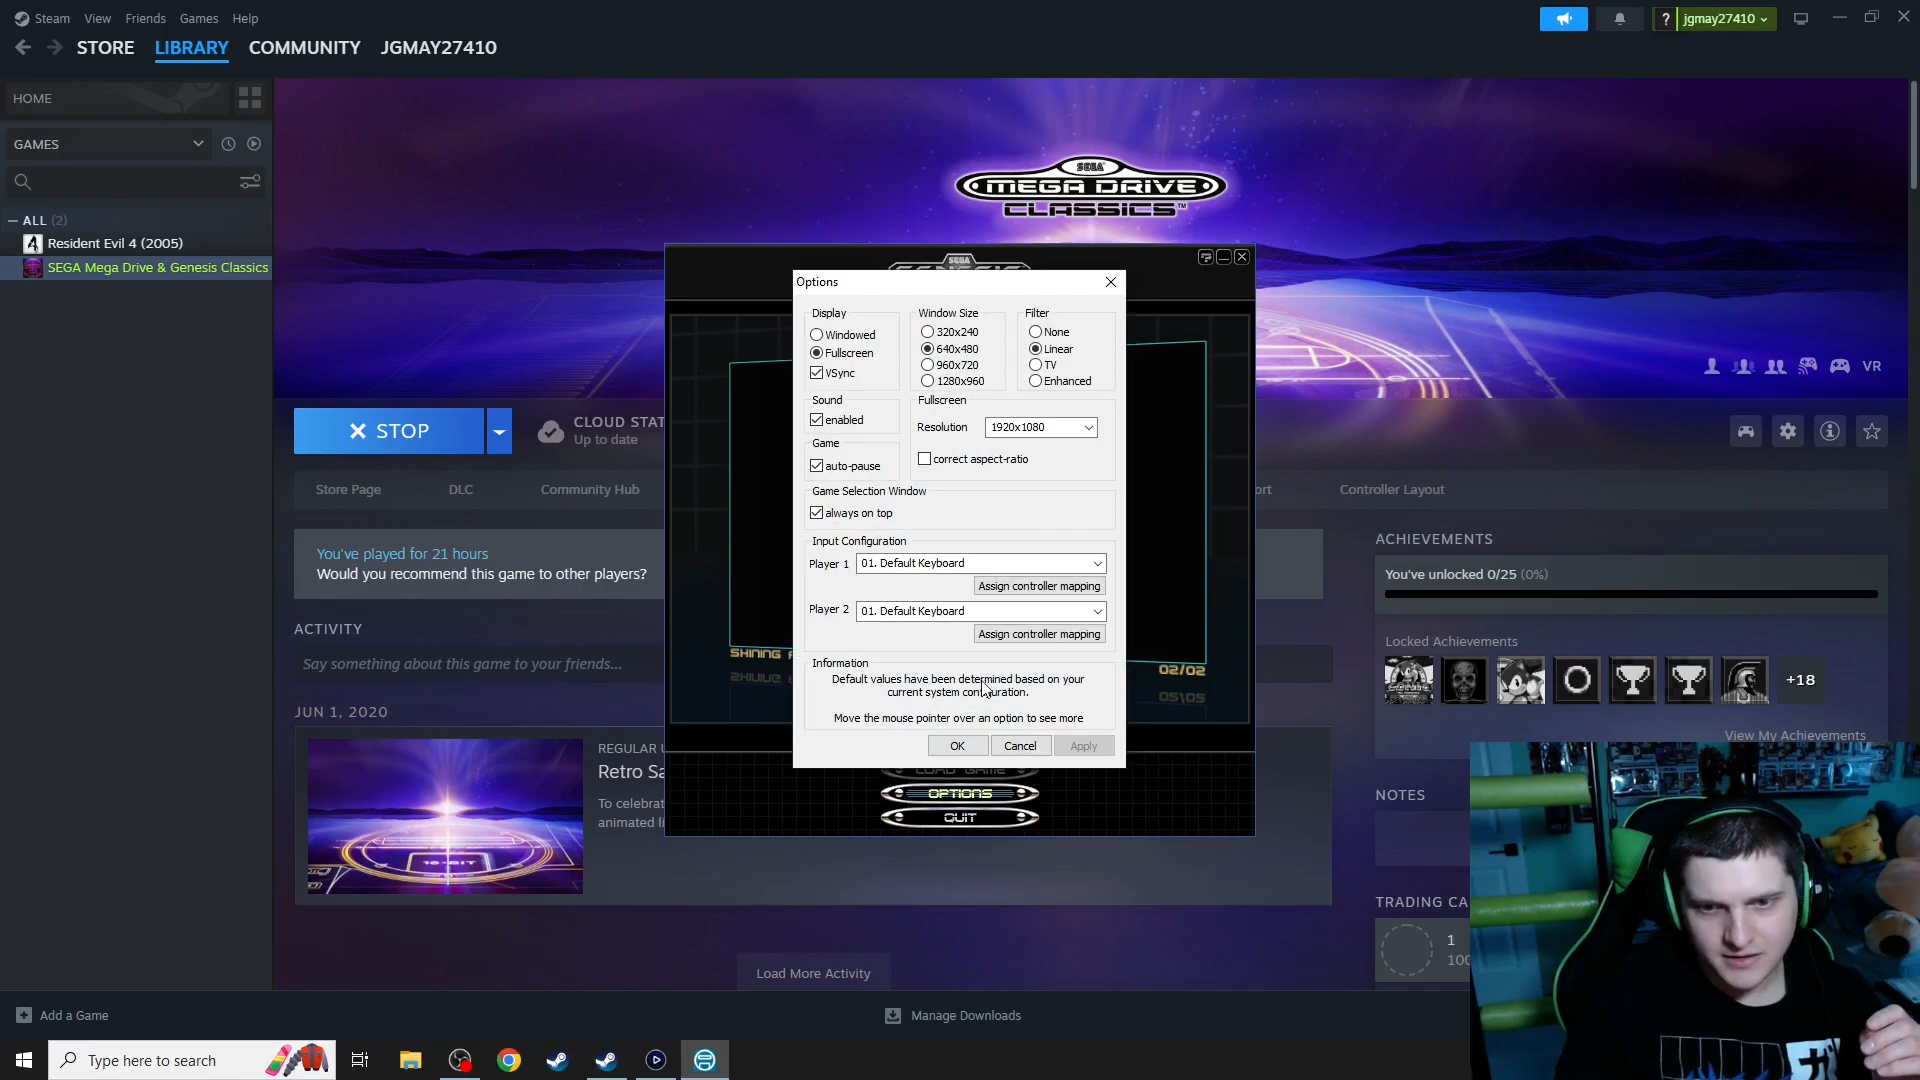 Steam View Friends Games Help
? jgmay27410
STORE LIBRARY COMMUNITY JGMAY27410
HOME
GAMES
ALL (2)
Resident Evil 4 (2005)
SEGA Mega Drive & Genesis Classics
SEGA
MEGA DRIVE
CLASSICS™
VR
STOP
CLOUD STAT
Up to date
Store Page DLC Community Hub ort Controller Layout
You've played for 21 hours
Would you recommend this game to other players?
ACTIVITY
Say something about this game to your friends...
JUN 1, 2020
REGULAR U
Retro Sa
To celebrat
animated li
16-BIT
Load More Activity
SEGA
SHINING F
02/02
Options
Display
Windowed
Fullscreen
VSync
Window Size
320x240
640x480
960x720
1280x960
Filter
None
Linear
TV
Enhanced
Sound
enabled
Game
auto-pause
Fullscreen
Resolution 1920x1080
correct aspect-ratio
Game Selection Window
always on top
Input Configuration
Player 1 01. Default Keyboard
Assign controller mapping
Player 2 01. Default Keyboard
Assign controller mapping
Information
Default values have been determined based on your
current system configuration.
Move the mouse pointer over an option to see more
OK Cancel Apply
LOAD GAME
OPTIONS
QUIT
ACHIEVEMENTS
You've unlocked 0/25 (0%)
Locked Achievements
+18
View My Achievements
NOTES
TRADING CA
1
100
Add a Game
Manage Downloads
Type here to search